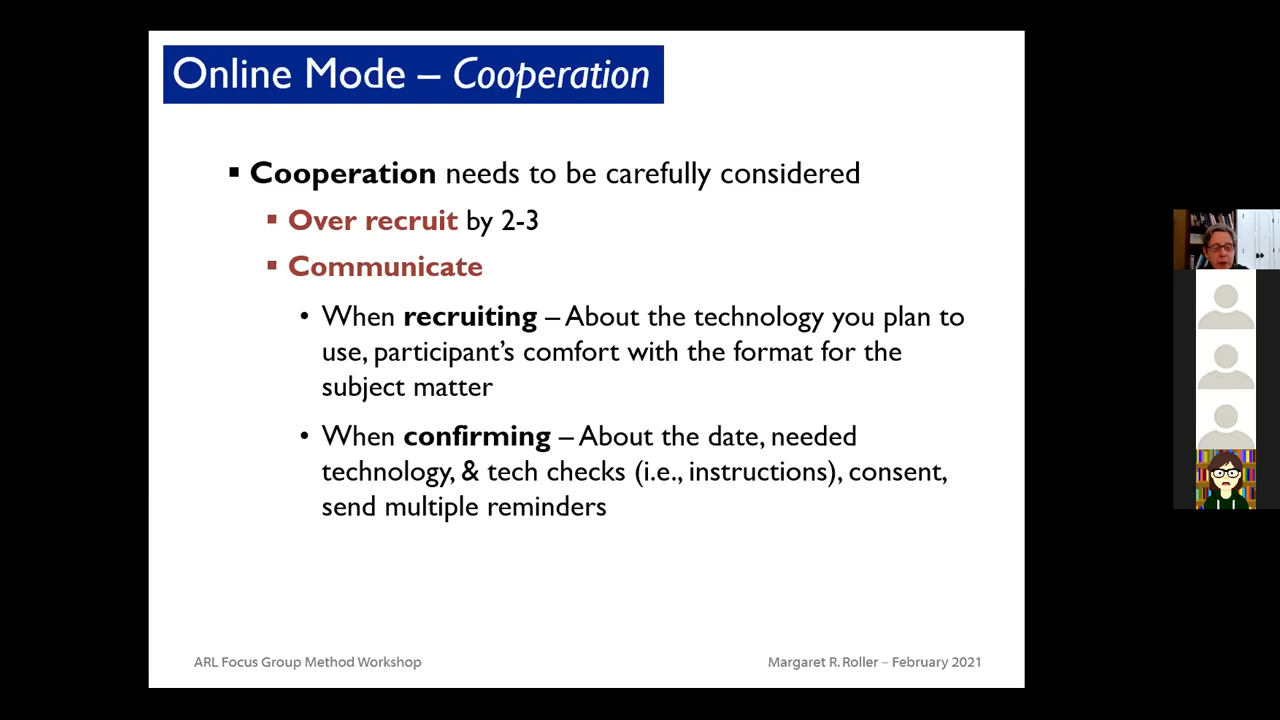 Online Mode – Cooperation
▪ Cooperation needs to be carefully considered
▪ Over recruit by 2-3
▪ Communicate
• When recruiting – About the technology you plan to
use, participant's comfort with the format for the
subject matter
• When confirming – About the date, needed
technology, & tech checks (i.e., instructions), consent,
send multiple reminders
ARL Focus Group Method Workshop
Margaret R. Roller – February 2021